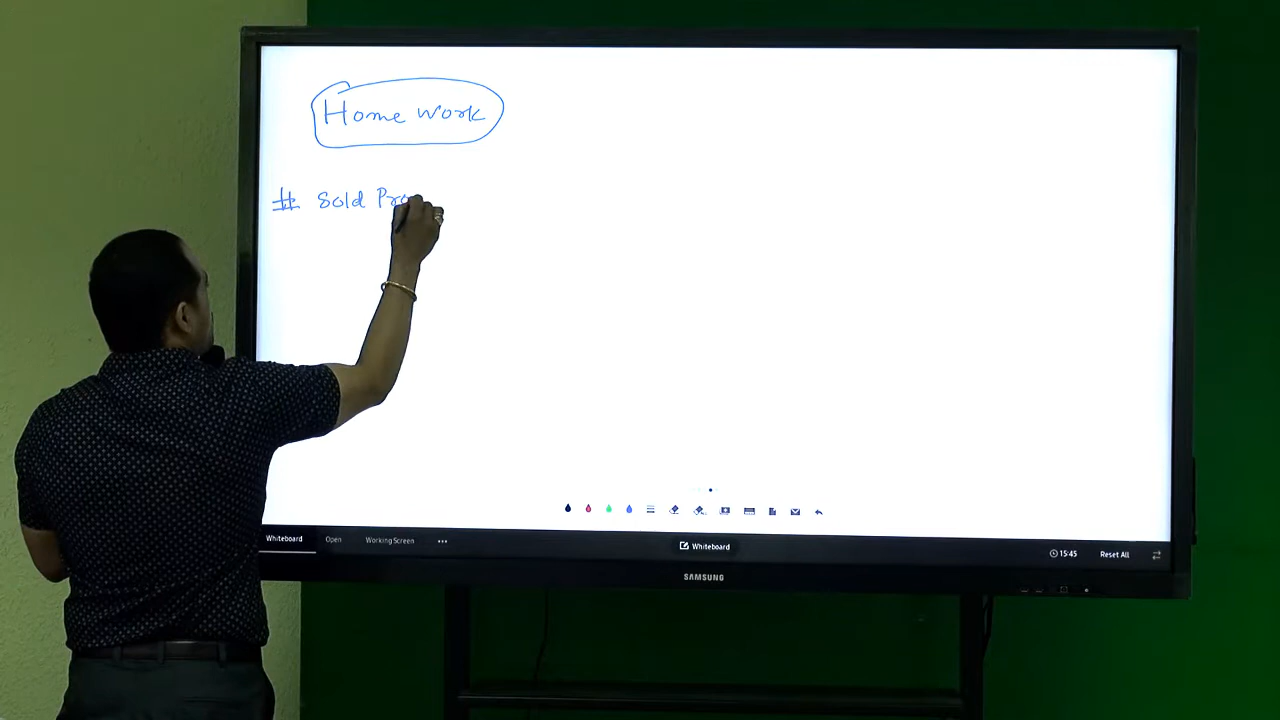 Home work
# Sold Pro
Whiteboard
Open
Working Screen
Whiteboard
15:45
Reset All
SAMSUNG